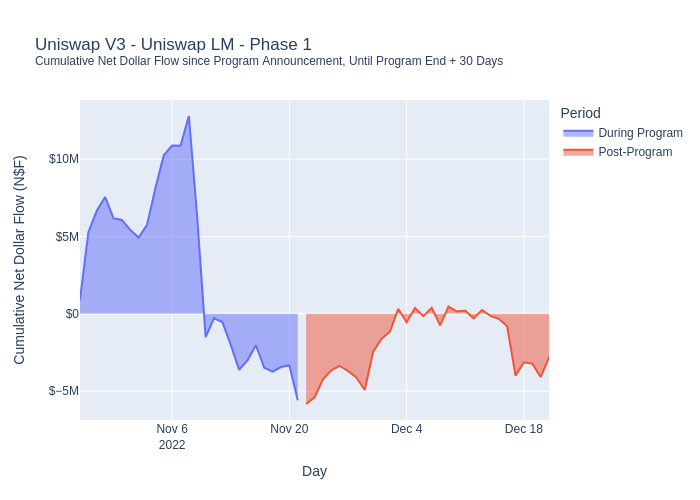 Uniswap V3 - Uniswap LM - Phase 1
Cumulative Net Dollar Flow since Program Announcement, Until Program End + 30 Days
Period
During Program
Post-Program
Cumulative Net Dollar Flow (N$F)
$10M
$5M
$0
$−5M
Nov 6
2022
Nov 20
Dec 4
Dec 18
Day